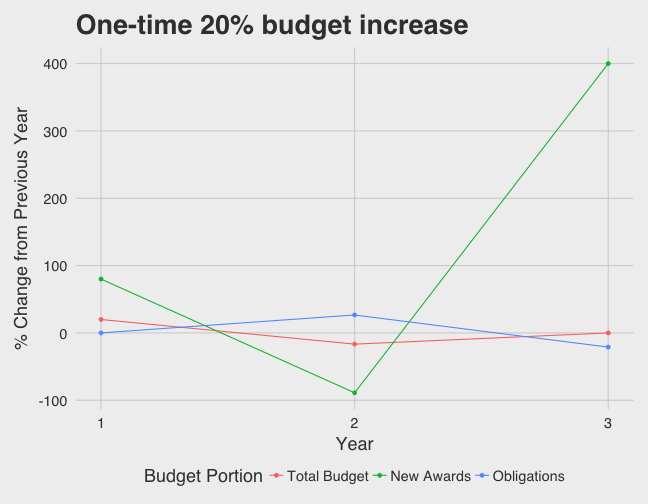 One-time 20% budget increase
% Change from Previous Year
400
300
200
100
0
-100
1 2 3
Year
Budget Portion Total Budget New Awards Obligations